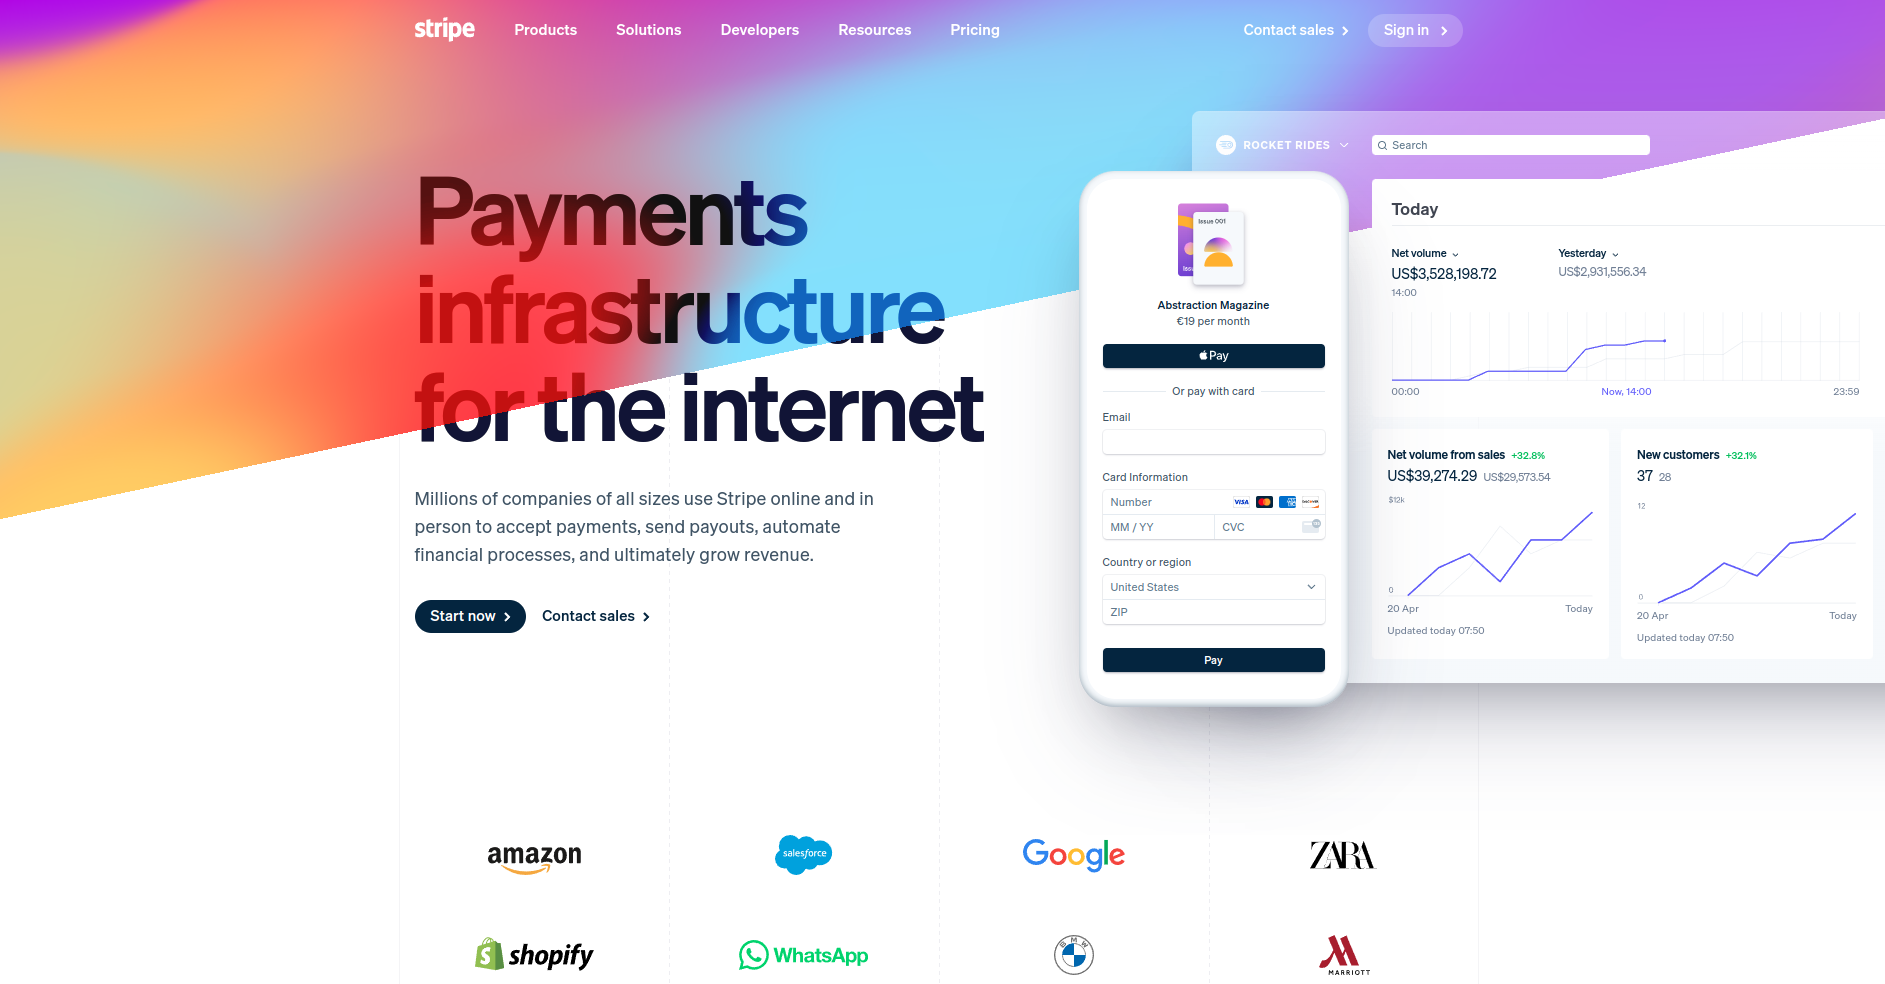 stripe
Products
Solutions
Developers
Resources
Pricing
Contact sales
Sign in
Payments
infrastructure
for the internet
Millions of companies of all sizes use Stripe online and in
person to accept payments, send payouts, automate
financial processes, and ultimately grow revenue.
Start now
Contact sales
Issue 001
Abstraction Magazine
€19 per month
Pay
Or pay with card
Email
Card Information
Number
VISA
MM / YY
CVC
Country or region
United States
ZIP
Pay
ROCKET RIDES
Search
Today
Net volume
US$3,528,198.72
14:00
Yesterday
US$2,931,556.34
00:00
Now, 14:00
23:59
Net volume from sales +32.8%
US$39,274.29 US$29,573.54
$12k
0
20 Apr
Today
Updated today 07:50
New customers +32.1%
37 28
12
0
20 Apr
Today
Updated today 07:50
amazon
salesforce
Google
ZARA
shopify
WhatsApp
BMW
MARRIOTT